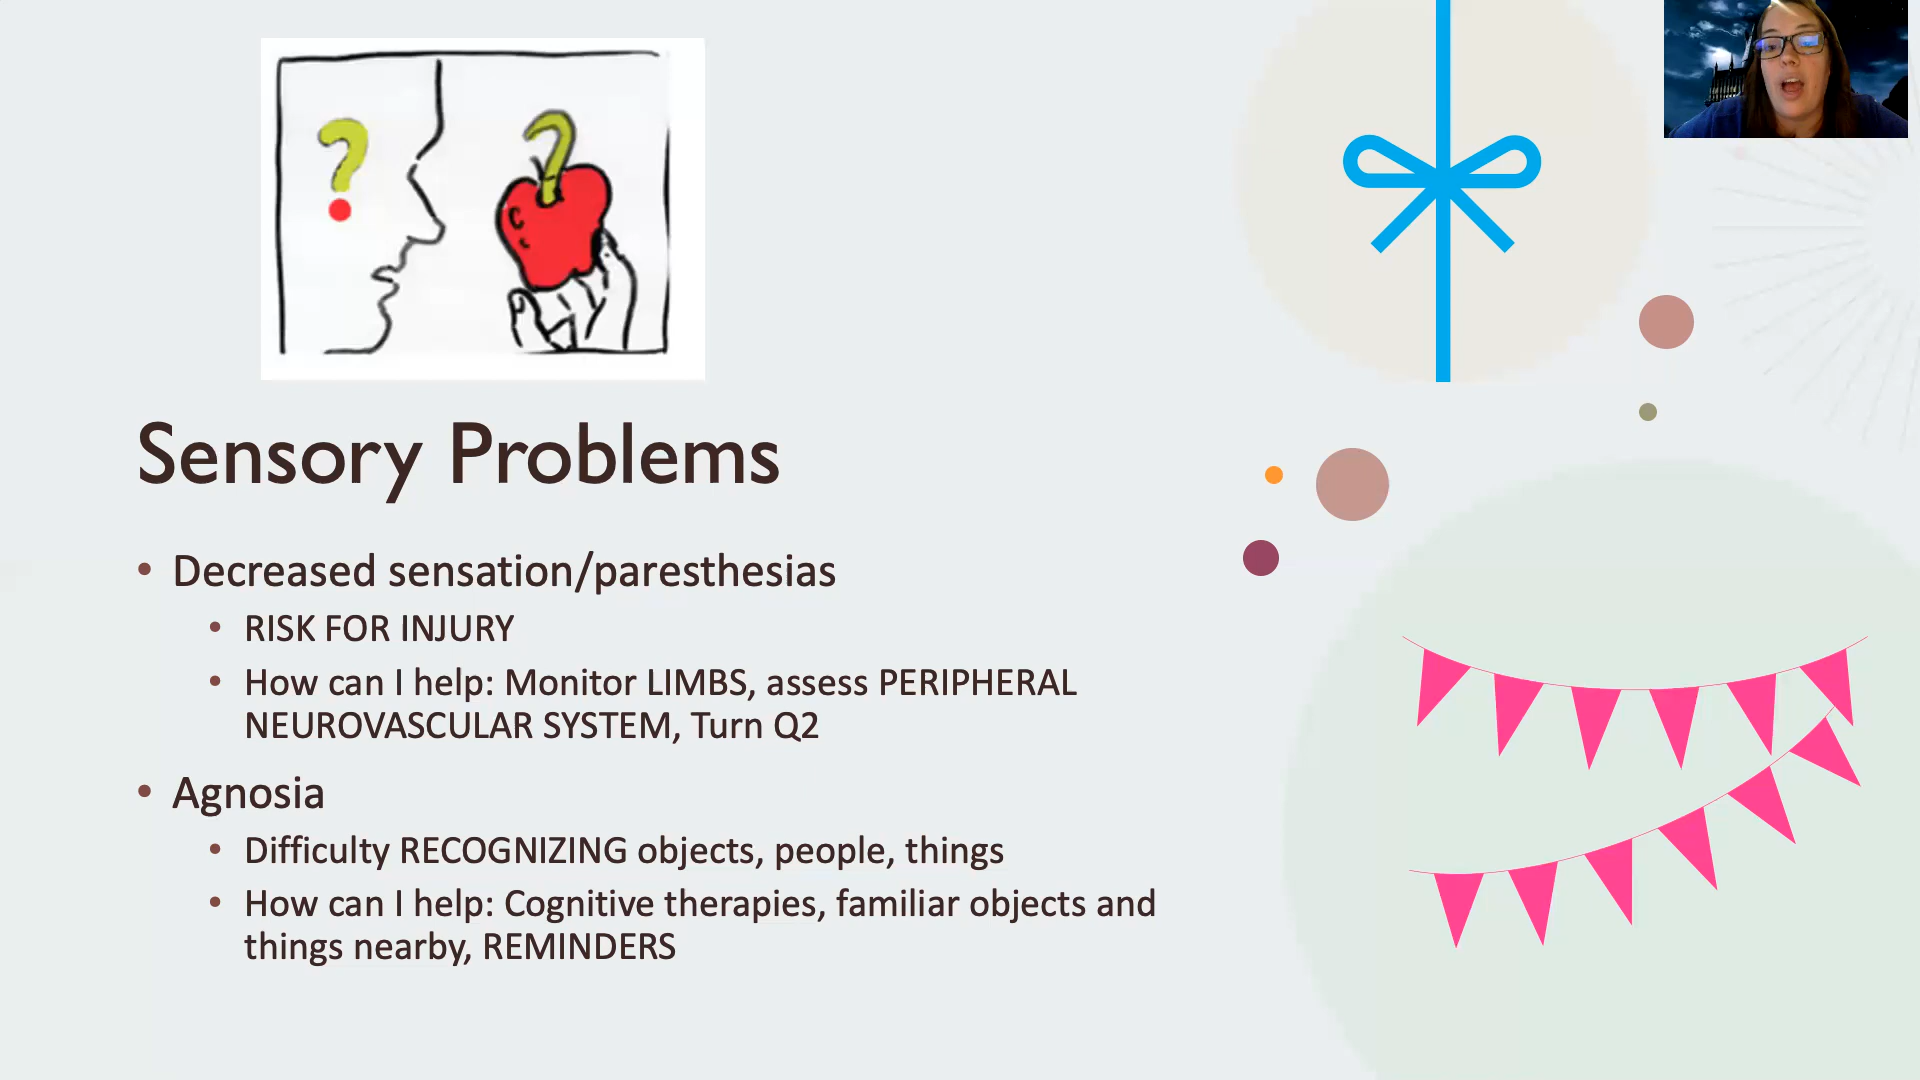 ?
?
Sensory Problems
• Decreased sensation/paresthesias
• RISK FOR INJURY
• How can I help: Monitor LIMBS, assess PERIPHERAL
NEUROVASCULAR SYSTEM, Turn Q2
• Agnosia
• Difficulty RECOGNIZING objects, people, things
• How can I help: Cognitive therapies, familiar objects and
things nearby, REMINDERS